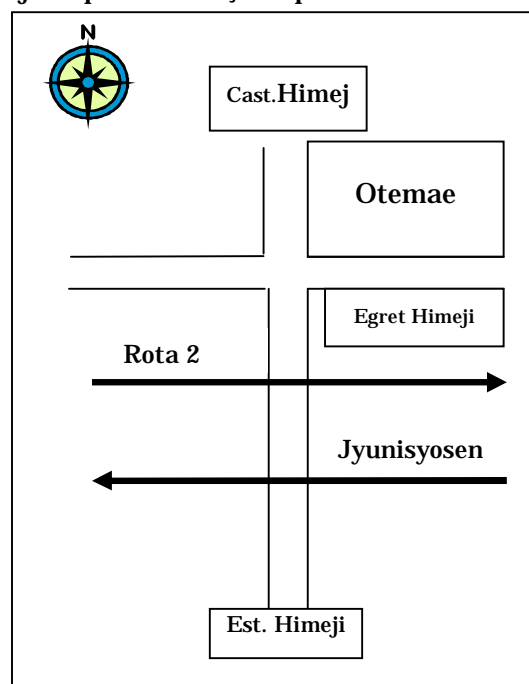 N
Cast.Himej
Otemae
Egret Himeji
Rota 2
Jyunisyosen
Est. Himeji